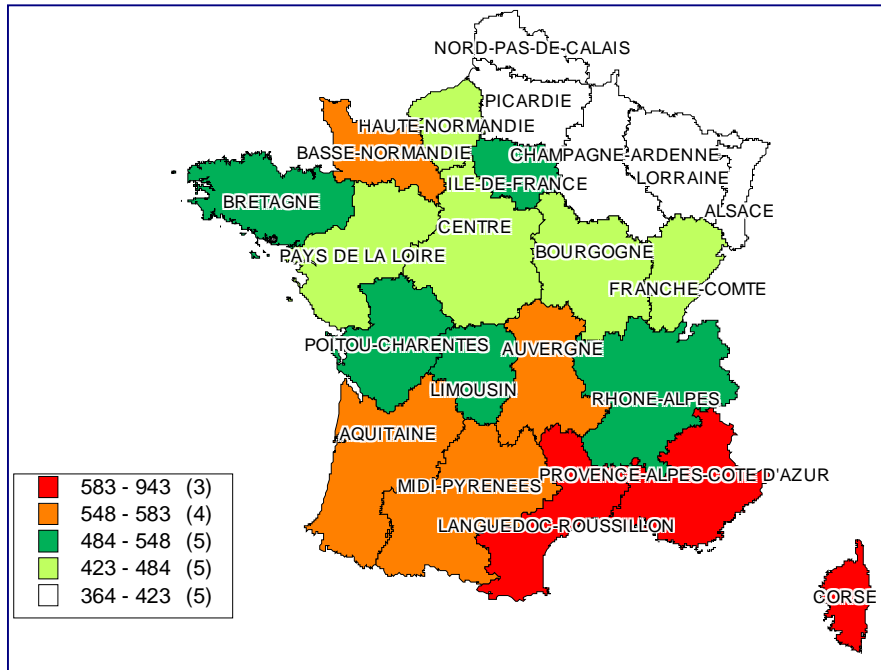 NORD-PAS-DE-CALAIS
PICARDIE
HAUTE-NORMANDIE
BASSE-NORMANDIE
CHAMPAGNE-ARDENNE
LORRAINE
ILE-DE-FRANCE
ALSACE
BRETAGNE
CENTRE
PAYS DE LA LOIRE
BOURGOGNE
FRANCHE-COMTE
POITOU-CHARENTES
AUVERGNE
LIMOUSIN
RHONE-ALPES
AQUITAINE
MIDI-PYRENEES
PROVENCE-ALPES-COTE D'AZUR
LANGUEDOC-ROUSSILLON
CORSE
583 - 943 (3)
548 - 583 (4)
484 - 548 (5)
423 - 484 (5)
364 - 423 (5)